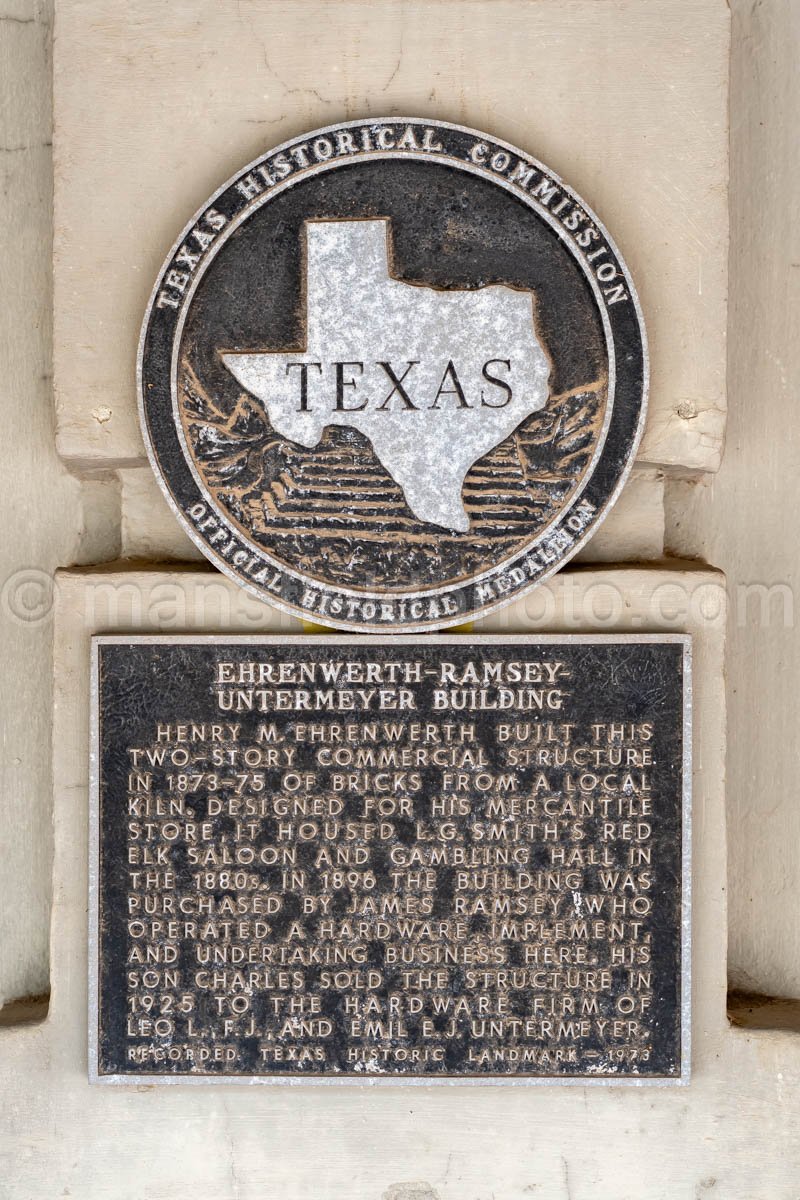 TEXAS HISTORICAL COMMISSION
TEXAS
OFFICIAL HISTORICAL MEDALLION
© mansfieldphoto.com
EHRENWERTH-RAMSEY-
UNTERMEYER BUILDING
HENRY M. EHRENWERTH BUILT THIS
TWO-STORY COMMERCIAL STRUCTURE
IN 1873-75 OF BRICKS FROM A LOCAL
KILN. DESIGNED FOR HIS MERCANTILE
STORE, IT HOUSED L.G. SMITH'S RED
ELK SALOON AND GAMBLING HALL IN
THE 1880s. IN 1896 THE BUILDING WAS
PURCHASED BY JAMES RAMSEY, WHO
OPERATED A HARDWARE, IMPLEMENT,
AND UNDERTAKING BUSINESS HERE. HIS
SON CHARLES SOLD THE STRUCTURE IN
1925 TO THE HARDWARE FIRM OF
LEO L., F.J., AND EMIL E.J. UNTERMEYER.
RECORDED TEXAS HISTORIC LANDMARK - 1973